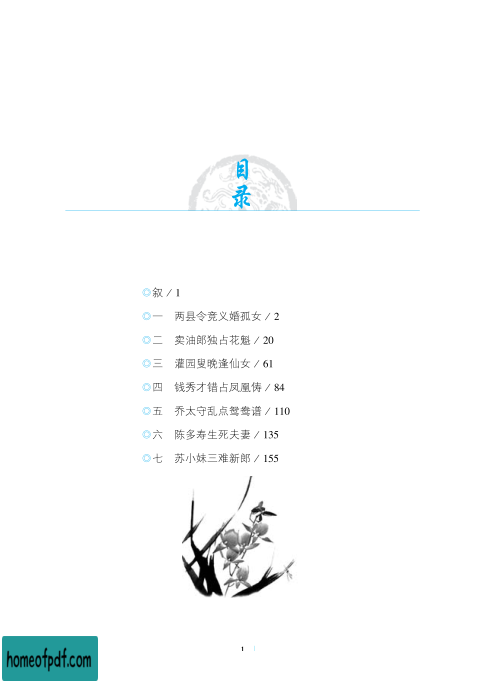 目
录
◎叙 / 1
◎一 两县令竞义婚孤女 / 2
◎二 卖油郎独占花魁 / 20
◎三 灌园叟晚逢仙女 / 61
◎四 钱秀才错占凤凰俦 / 84
◎五 乔太守乱点鸳鸯谱 / 110
◎六 陈多寿生死夫妻 / 135
◎七 苏小妹三难新郎 / 155
1
homeofpdf.com